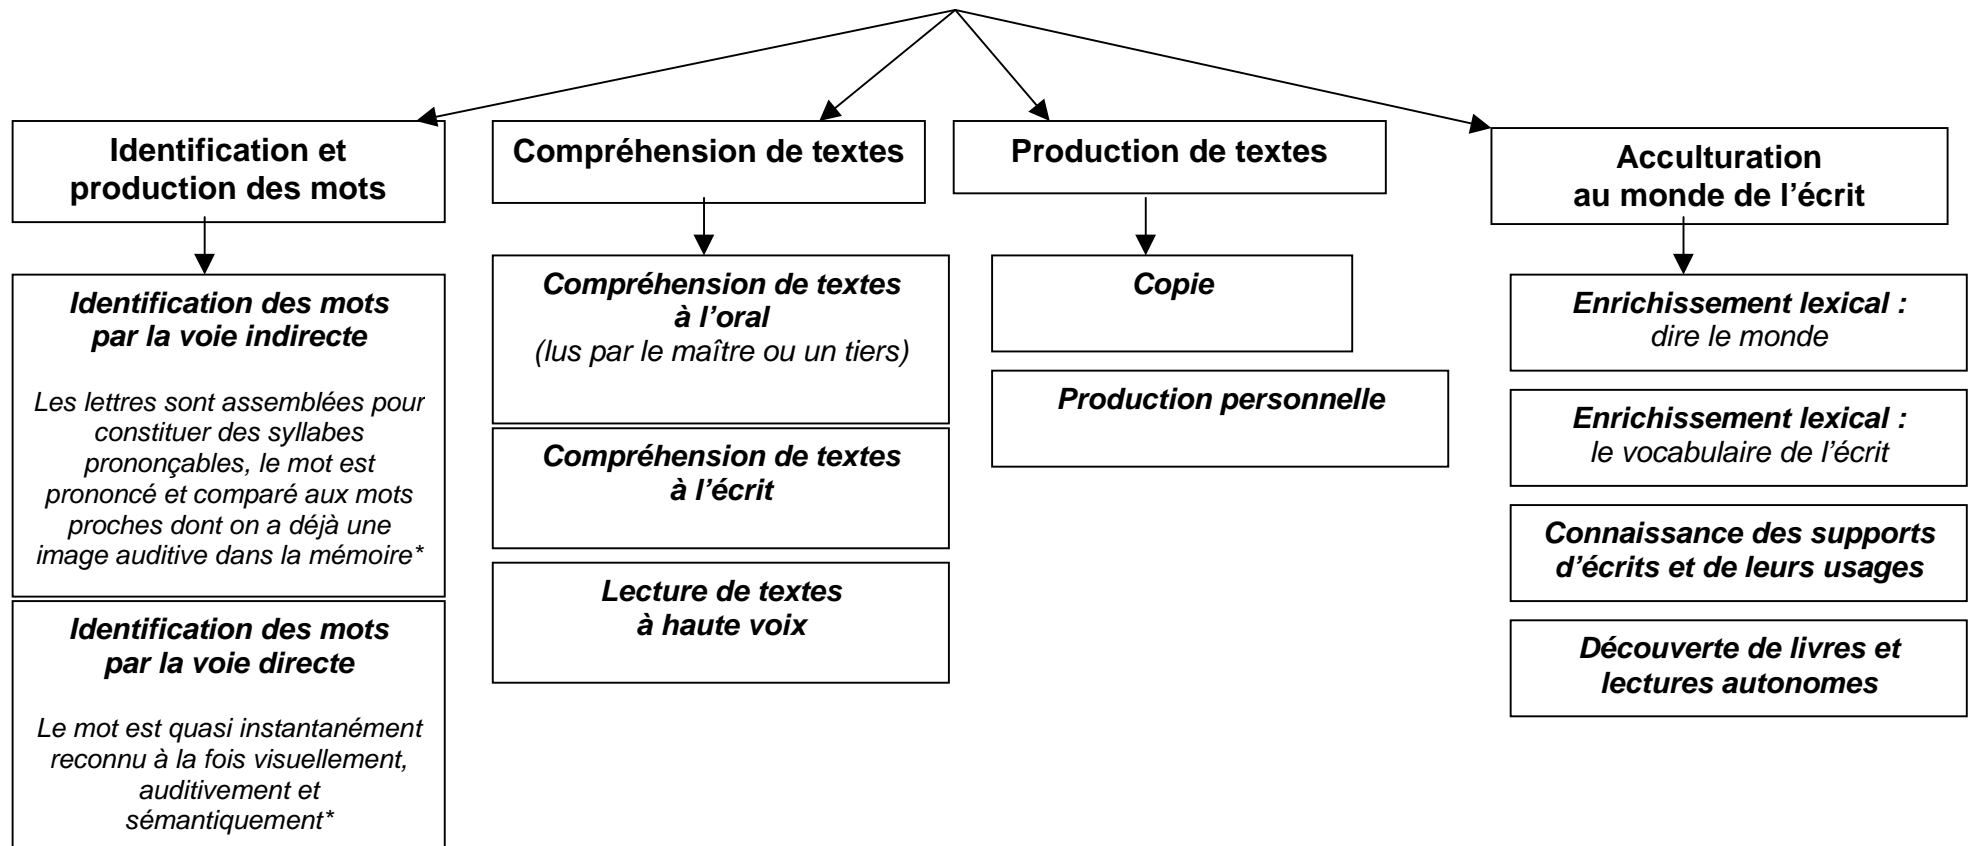 Identification et
production des mots
Identification des mots
par la voie indirecte
Les lettres sont assemblées pour
constituer des syllabes
prononçables, le mot est
prononcé et comparé aux mots
proches dont on a déjà une
image auditive dans la mémoire*
Identification des mots
par la voie directe
Le mot est quasi instantanément
reconnu à la fois visuellement,
auditivement et
sémantiquement*
Compréhension de textes
Compréhension de textes
à l’oral
(lus par le maître ou un tiers)
Compréhension de textes
à l’écrit
Lecture de textes
à haute voix
Production de textes
Copie
Production personnelle
Acculturation
au monde de l’écrit
Enrichissement lexical :
dire le monde
Enrichissement lexical :
le vocabulaire de l’écrit
Connaissance des supports
d’écrits et de leurs usages
Découverte de livres et
lectures autonomes